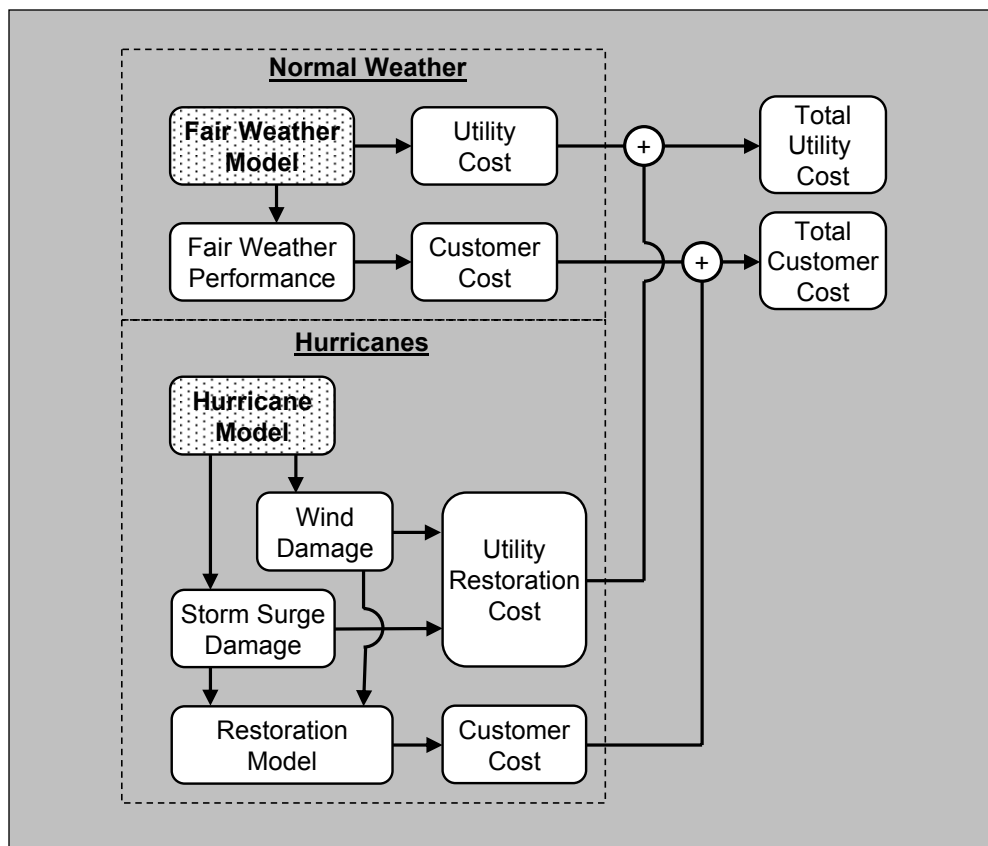 Normal Weather
Fair Weather
Model
Utility
Cost
+
Total
Utility
Cost
Fair Weather
Performance
Customer
Cost
+
Total
Customer
Cost
Hurricanes
Hurricane
Model
Wind
Damage
Utility
Restoration
Cost
Storm Surge
Damage
Restoration
Model
Customer
Cost